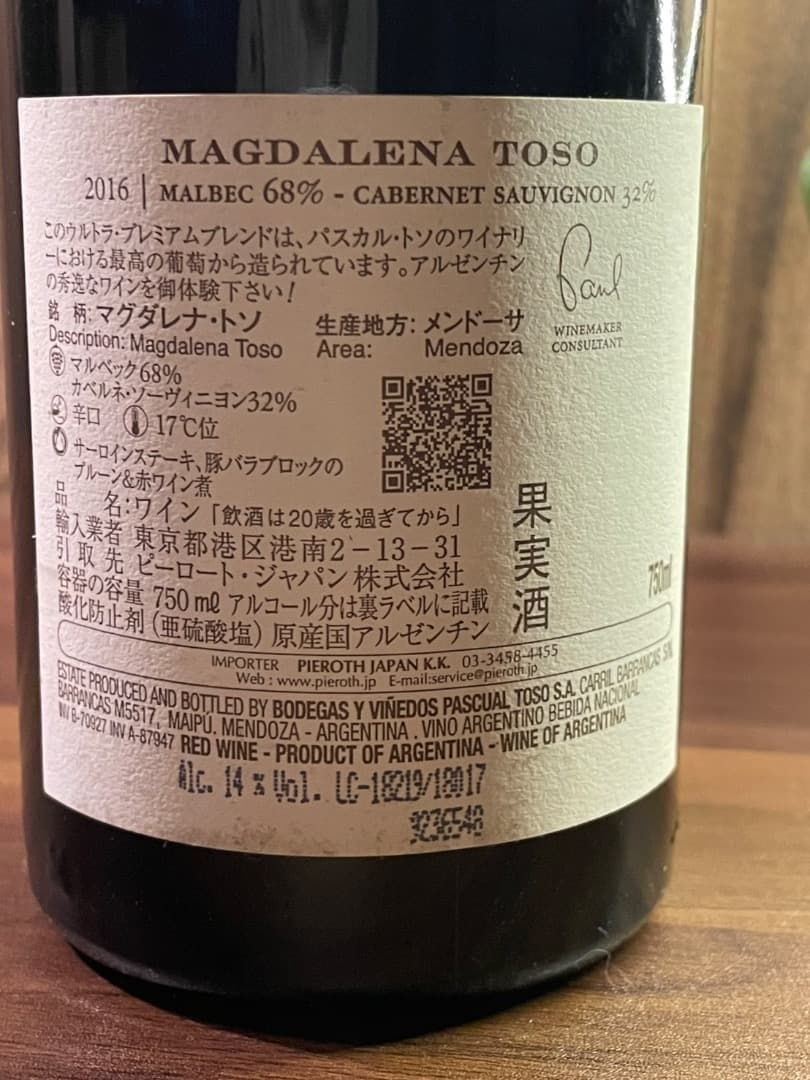 MAGDALENA TOSO
2016 | MALBEC 68% - CABERNET SAUVIGNON 32%
このウルトラ・プレミアムブレンドは、パスカル・トソのワイナリ
ーにおける最高の葡萄から造られています。アルゼンチン
の秀逸なワインを御体験下さい!
Paul
WINEMAKER
CONSULTANT
銘 柄:マグダレナ・トソ 生産地方:メンドーサ
Description: Magdalena Toso Area: Mendoza
マルベック68%
カベルネ・ソーヴィニヨン32%
辛口 17℃位
サーロインステーキ、豚バラブロックの
プルーン&赤ワイン煮
品 名:ワイン「飲酒は20歳を過ぎてから」
輸入業者 東京都港区港南2-13-31
引 取 先 ピーロート・ジャパン株式会社
容器の容量 750 mℓ アルコール分は裏ラベルに記載
酸化防止剤(亜硫酸塩)原産国アルゼンチン
果実酒
750ml
IMPORTER PIEROTH JAPAN K.K. 03-3458-4455
Web : www.pieroth.jp E-mail:service@pieroth.jp
ESTATE PRODUCED AND BOTTLED BY BODEGAS Y VIÑEDOS PASCUAL TOSO S.A. CARRIL BARRANCAS S/N,
BARRANCAS M5517, MAIPÚ. MENDOZA - ARGENTINA . VINO ARGENTINO BEBIDA NACIONAL
INV B-70927 INV A-87947 RED WINE - PRODUCT OF ARGENTINA - WINE OF ARGENTINA
Alc. 14 % Vol. LC-18219/18017
3236548